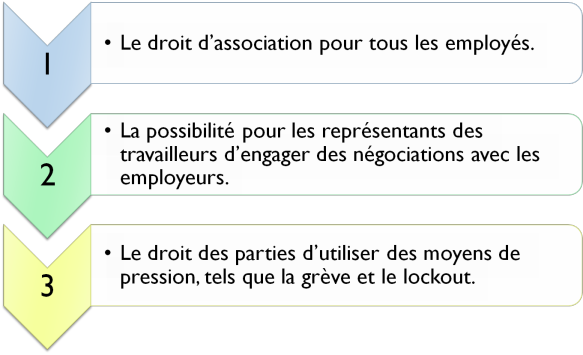 1
• Le droit d’association pour tous les employés.
2
• La possibilité pour les représentants des
travailleurs d’engager des négociations avec les
employeurs.
3
• Le droit des parties d’utiliser des moyens de
pression, tels que la grève et le lockout.